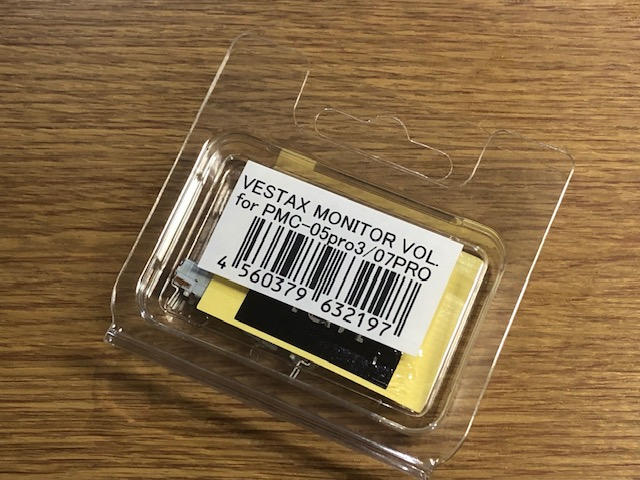 VESTAX MONITOR VOL.
for PMC-05pro3/07PRO
4 560379 632197